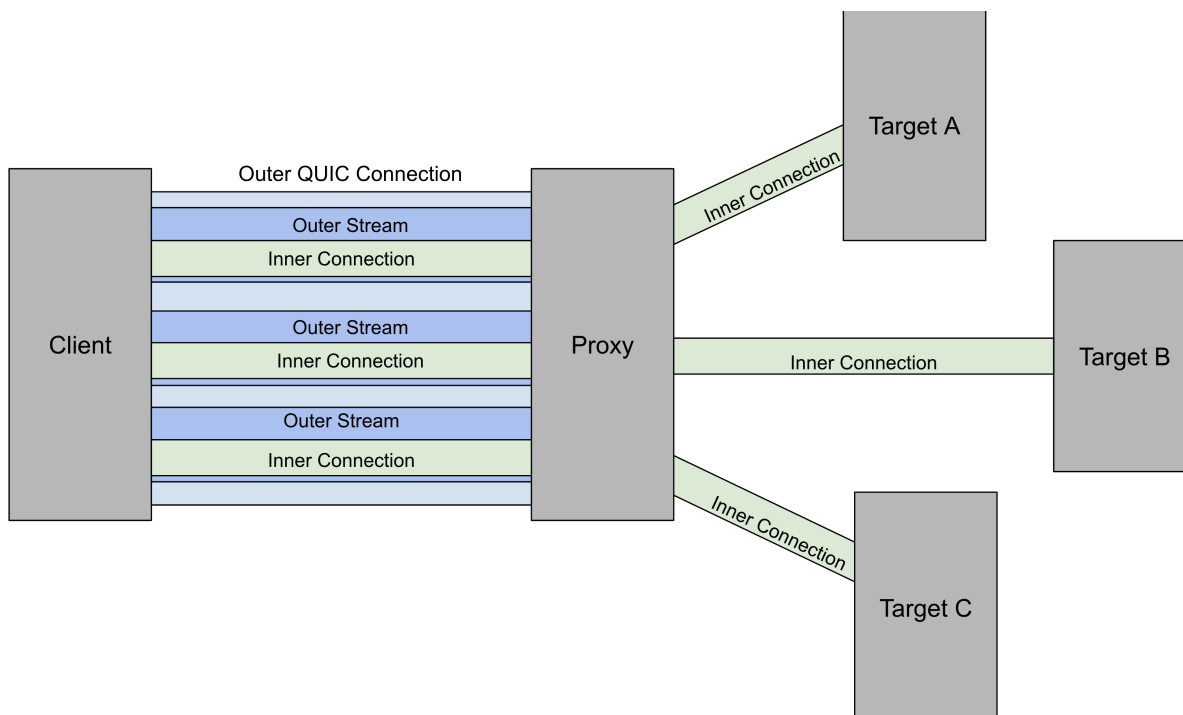 Outer QUIC Connection
Outer Stream
Inner Connection
Outer Stream
Inner Connection
Outer Stream
Inner Connection
Client
Proxy
Inner Connection
Target A
Inner Connection
Target B
Inner Connection
Target C